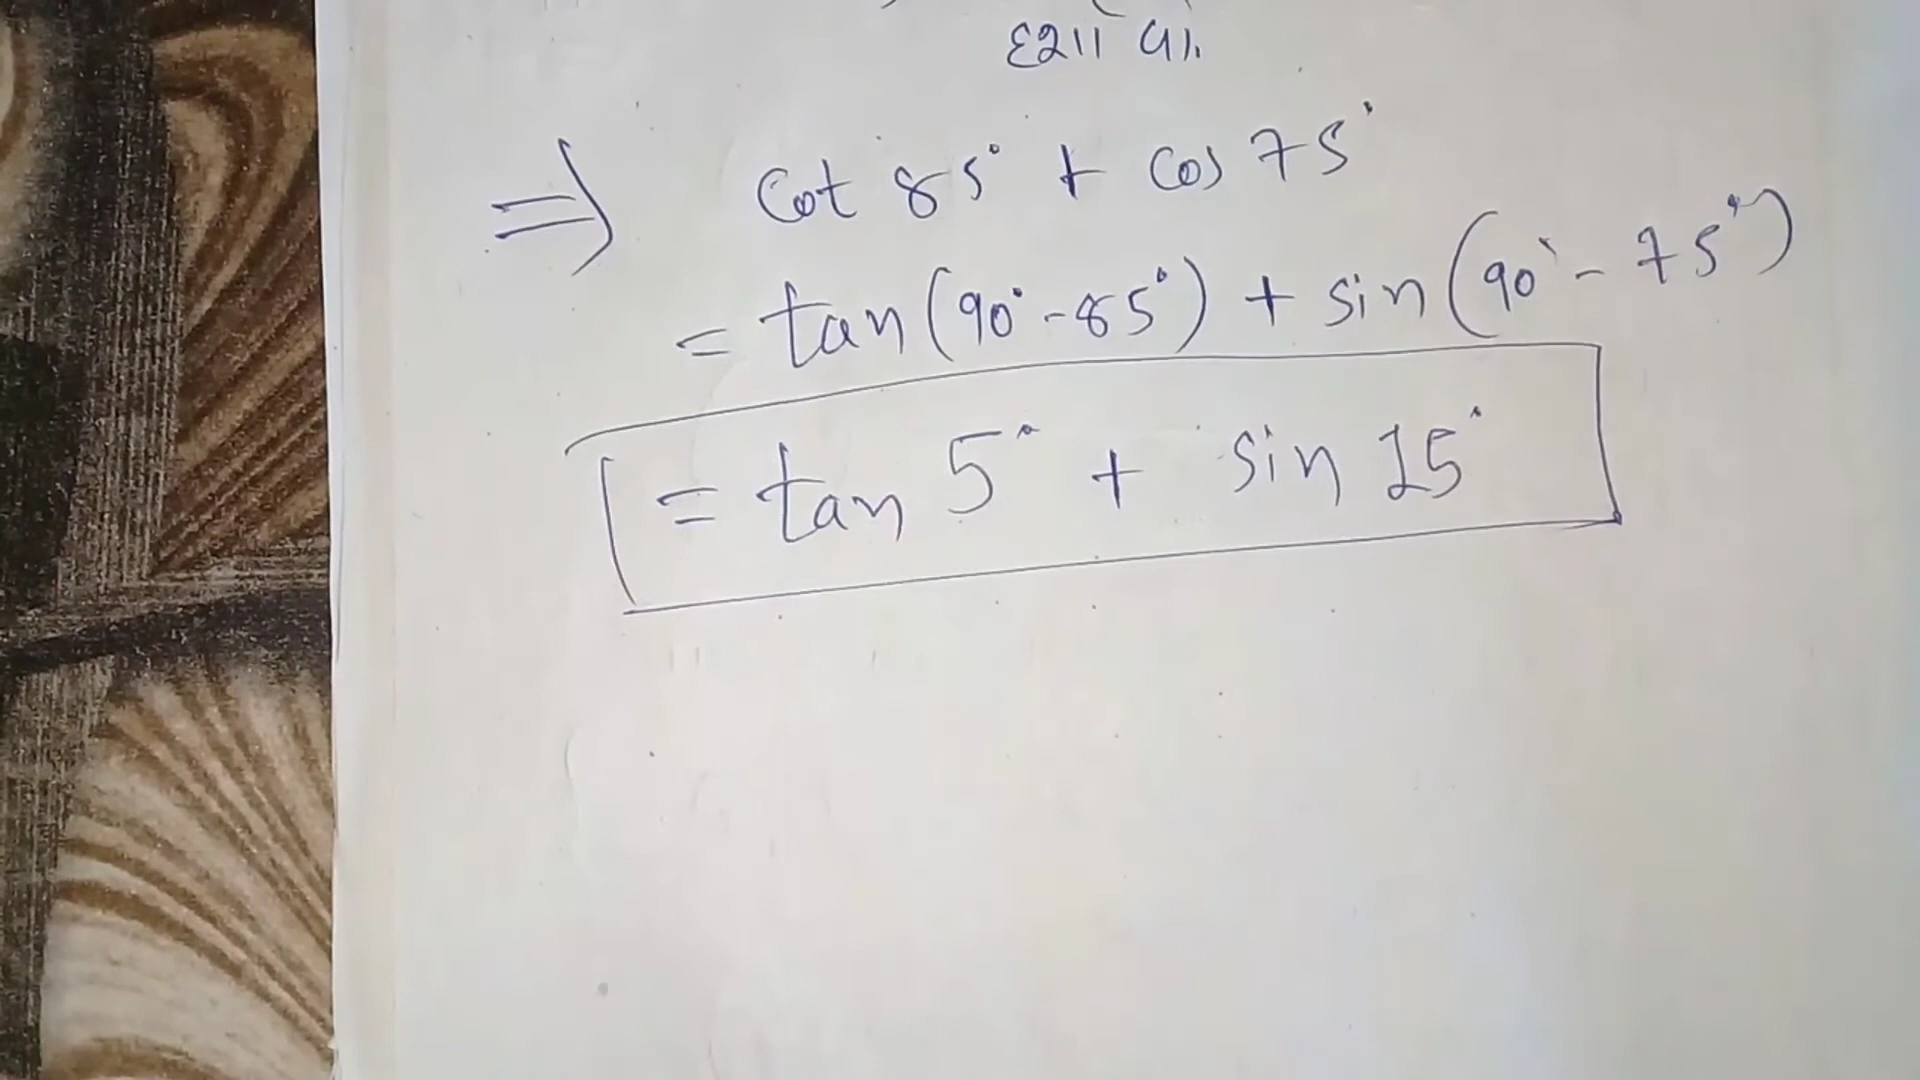 ⇒ cot 85° + cos 75°
= tan (90° - 85°) + sin (90° - 75°)
= tan 5° + sin 15°